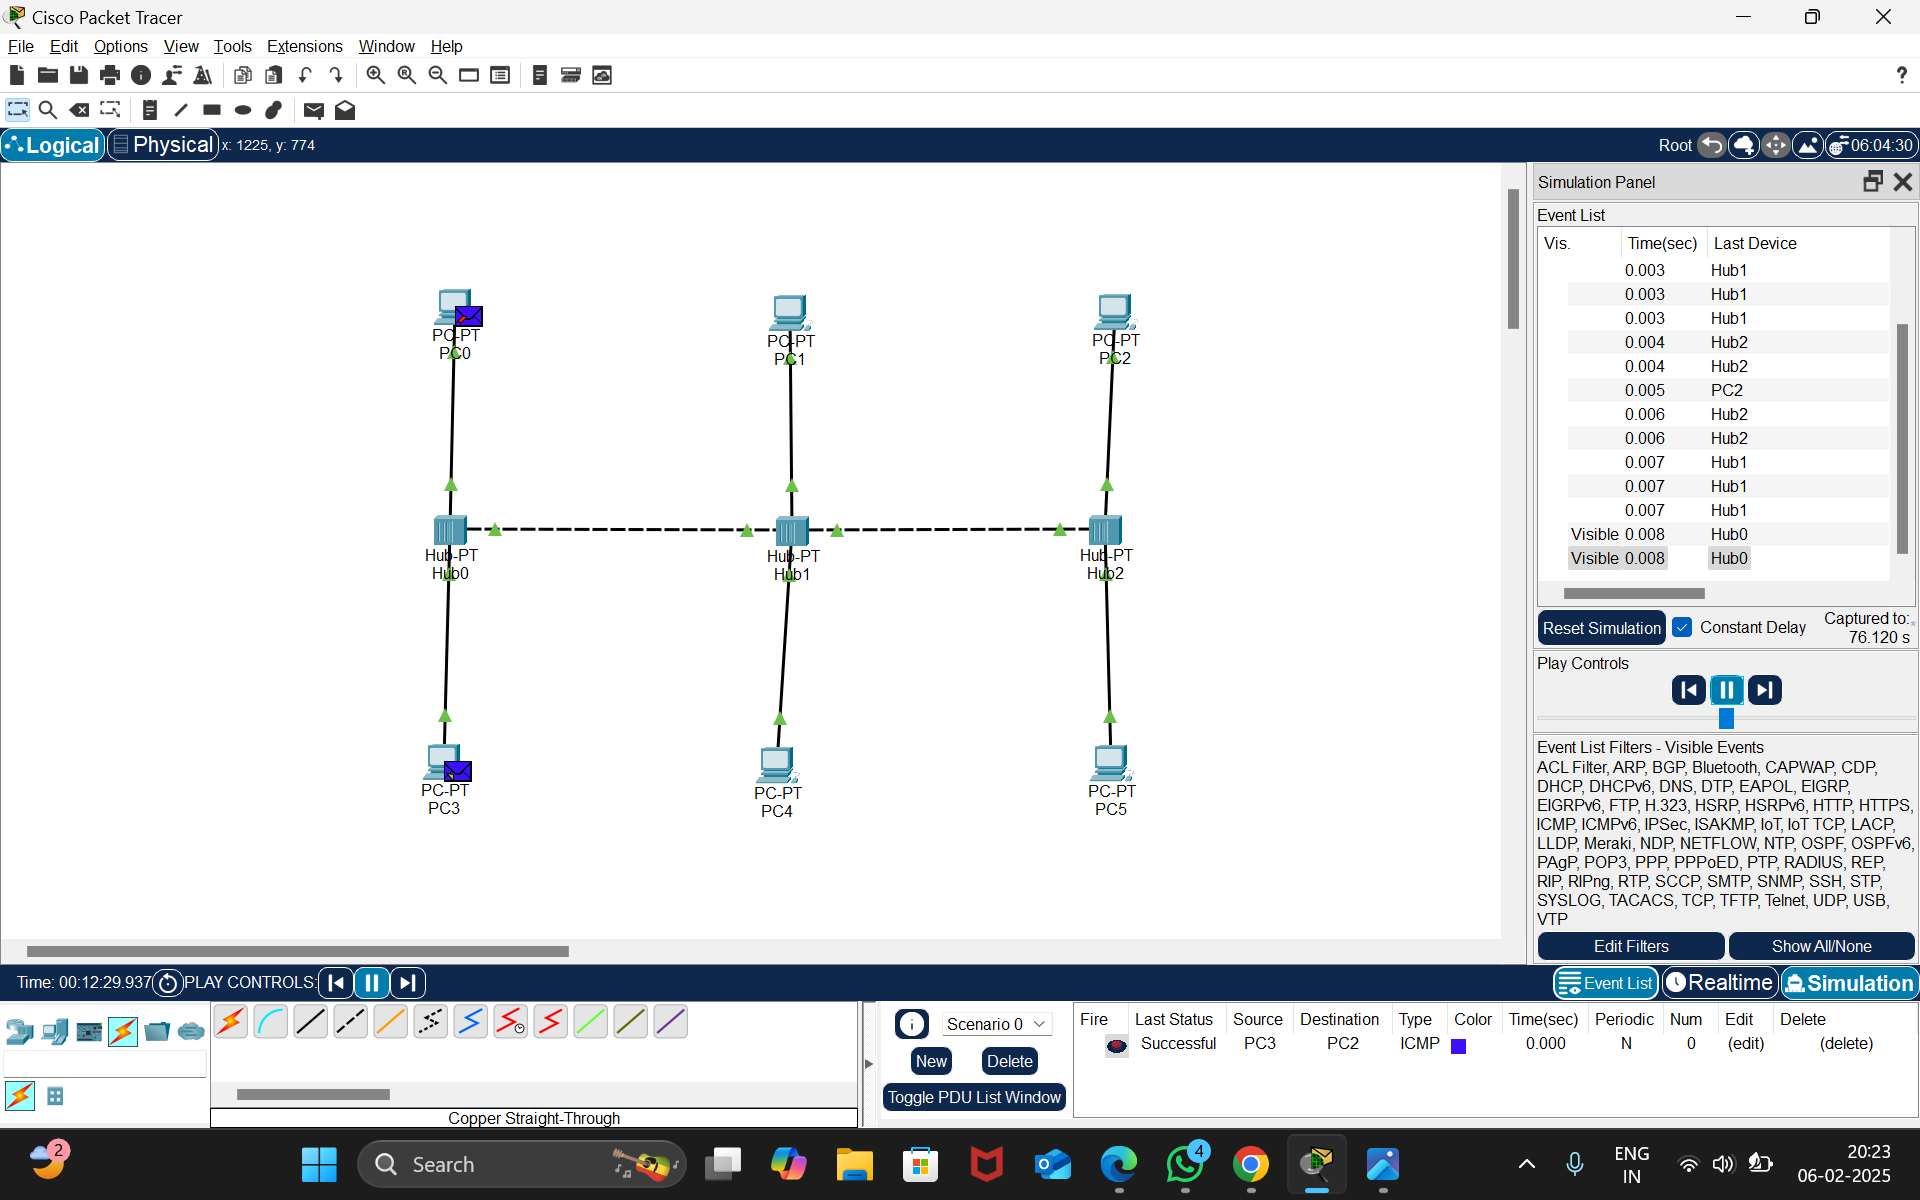 Cisco Packet Tracer
File Edit Options View Tools Extensions Window Help
?
Logical Physical x: 1225, y: 774 Root 06:04:30
PC-PT
PC0
PC-PT
PC1
PC-PT
PC2
Hub-PT
Hub0
Hub-PT
Hub1
Hub-PT
Hub2
PC-PT
PC3
PC-PT
PC4
PC-PT
PC5
Simulation Panel
Event List
Vis. Time(sec) Last Device
0.003 Hub1
0.003 Hub1
0.003 Hub1
0.004 Hub2
0.004 Hub2
0.005 PC2
0.006 Hub2
0.006 Hub2
0.007 Hub1
0.007 Hub1
0.007 Hub1
Visible 0.008 Hub0
Visible 0.008 Hub0
Reset Simulation Constant Delay Captured to:
76.120 s
Play Controls
Event List Filters - Visible Events
ACL Filter, ARP, BGP, Bluetooth, CAPWAP, CDP,
DHCP, DHCPv6, DNS, DTP, EAPOL, EIGRP,
EIGRPv6, FTP, H.323, HSRP, HSRPv6, HTTP, HTTPS,
ICMP, ICMPv6, IPSec, ISAKMP, IoT, IoT TCP, LACP,
LLDP, Meraki, NDP, NETFLOW, NTP, OSPF, OSPFv6,
PAgP, POP3, PPP, PPPoED, PTP, RADIUS, REP,
RIP, RIPng, RTP, SCCP, SMTP, SNMP, SSH, STP,
SYSLOG, TACACS, TCP, TFTP, Telnet, UDP, USB,
VTP
Edit Filters Show All/None
Time: 00:12:29.937 PLAY CONTROLS: Event List Realtime Simulation
Copper Straight-Through
Scenario 0
New Delete
Toggle PDU List Window
Fire Last Status Source Destination Type Color Time(sec) Periodic Num Edit Delete
Successful PC3 PC2 ICMP 0.000 N 0 (edit) (delete)
2
Search
4
ENG
IN
20:23
06-02-2025